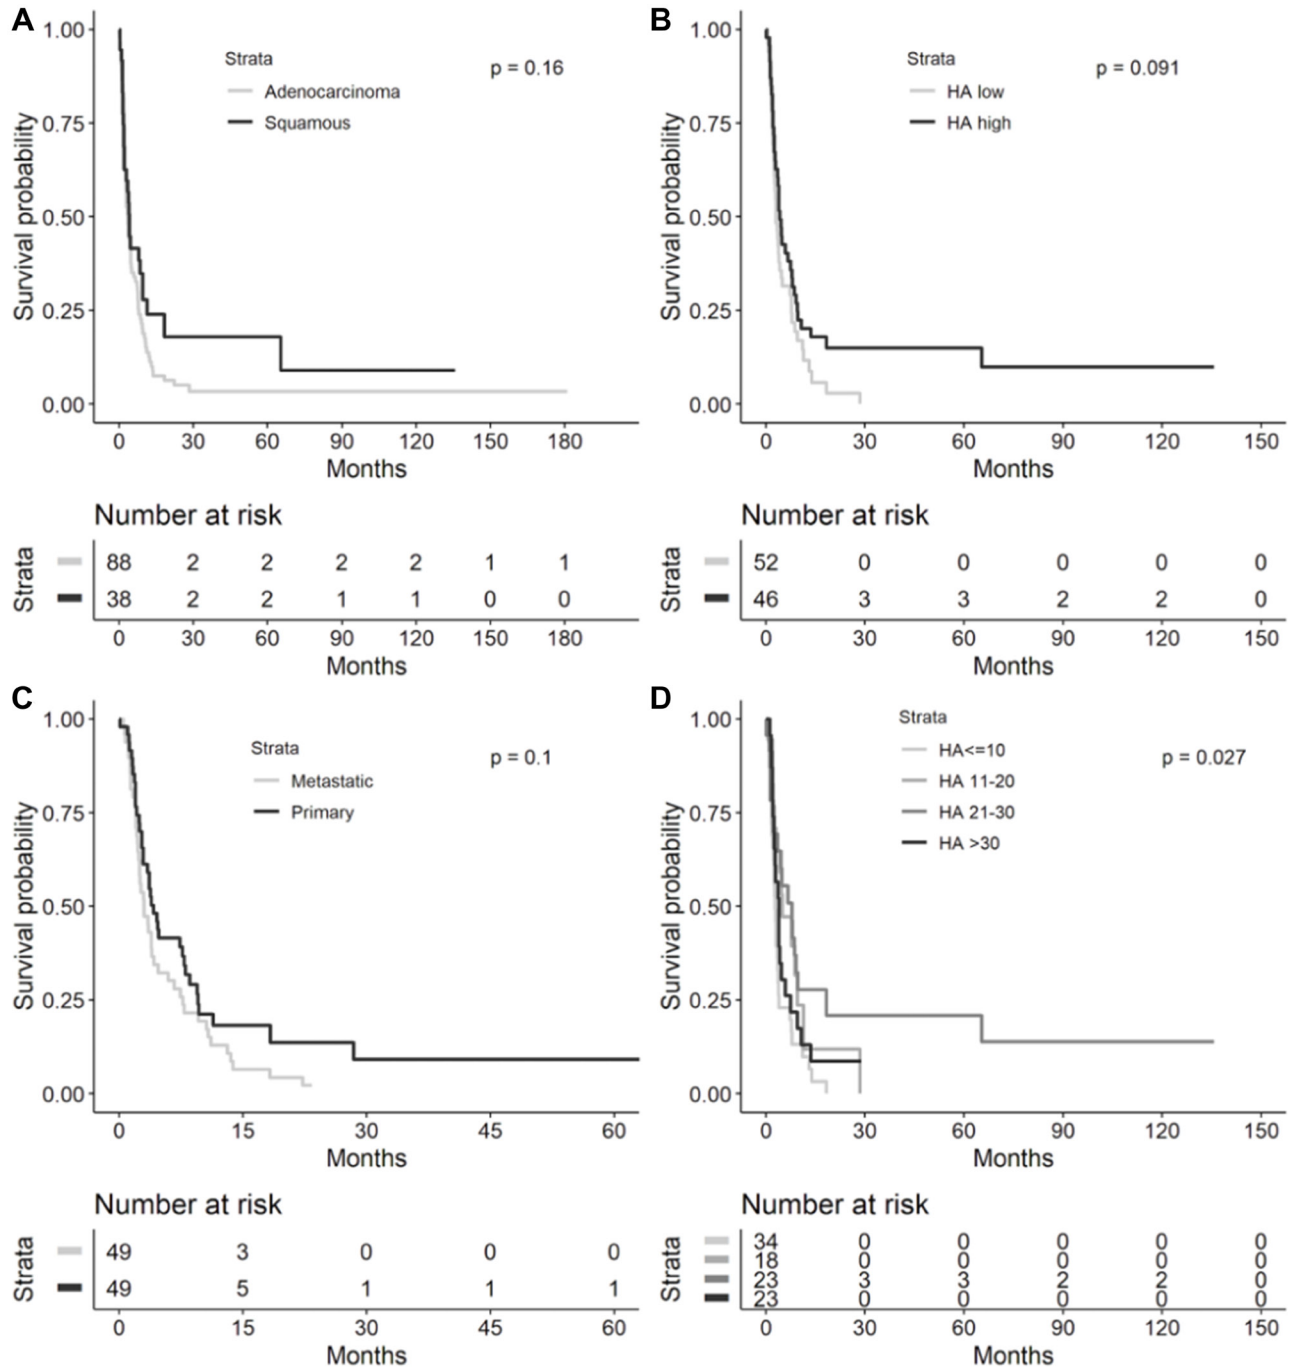 A
1.00
0.75
0.50
0.25
0.00
Survival probability
Strata
Adenocarcinoma
Squamous
p = 0.16
0 30 60 90 120 150 180
Months
Number at risk
Strata
88 2 2 2 2 1 1
38 2 2 1 1 0 0
0 30 60 90 120 150 180
Months
B
1.00
0.75
0.50
0.25
0.00
Survival probability
Strata
HA low
HA high
p = 0.091
0 30 60 90 120 150
Months
Number at risk
Strata
52 0 0 0 0 0
46 3 3 2 2 0
0 30 60 90 120 150
Months
C
1.00
0.75
0.50
0.25
0.00
Survival probability
Strata
Metastatic
Primary
p = 0.1
0 15 30 45 60
Months
Number at risk
Strata
49 3 0 0 0
49 5 1 1 1
0 15 30 45 60
Months
D
1.00
0.75
0.50
0.25
0.00
Survival probability
Strata
HA<=10
HA 11-20
HA 21-30
HA >30
p = 0.027
0 30 60 90 120 150
Months
Number at risk
Strata
34 0 0 0 0 0
18 0 0 0 0 0
23 3 3 2 2 0
23 0 0 0 0 0
0 30 60 90 120 150
Months